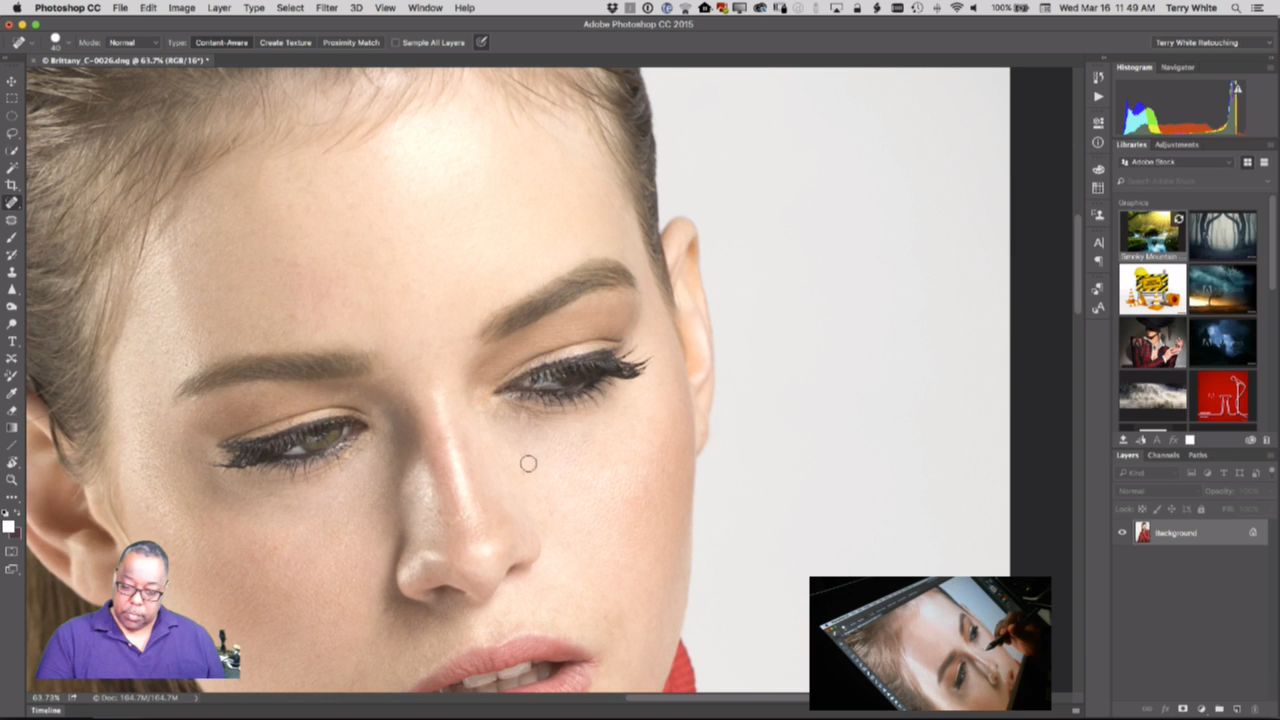 Photoshop CC File Edit Image Layer Type Select Filter 3D View Window Help 100% Wed Mar 16 11:49 AM Terry White
Adobe Photoshop CC 2015
40 Mode: Normal Type: Content-Aware Create Texture Proximity Match Sample All Layers Terry White Retouching
© Brittany_C-0026.dng @ 63.7% (RGB/16*) *
Histogram Navigator
Libraries Adjustments
Adobe Stock
Search Adobe Stock
Graphics
Smoky Mountain ...
Layers Channels Paths
Kind
Normal Opacity: 100%
Lock: Fill: 100%
Background
63.73% Doc: 164.7M/164.7M
Timeline